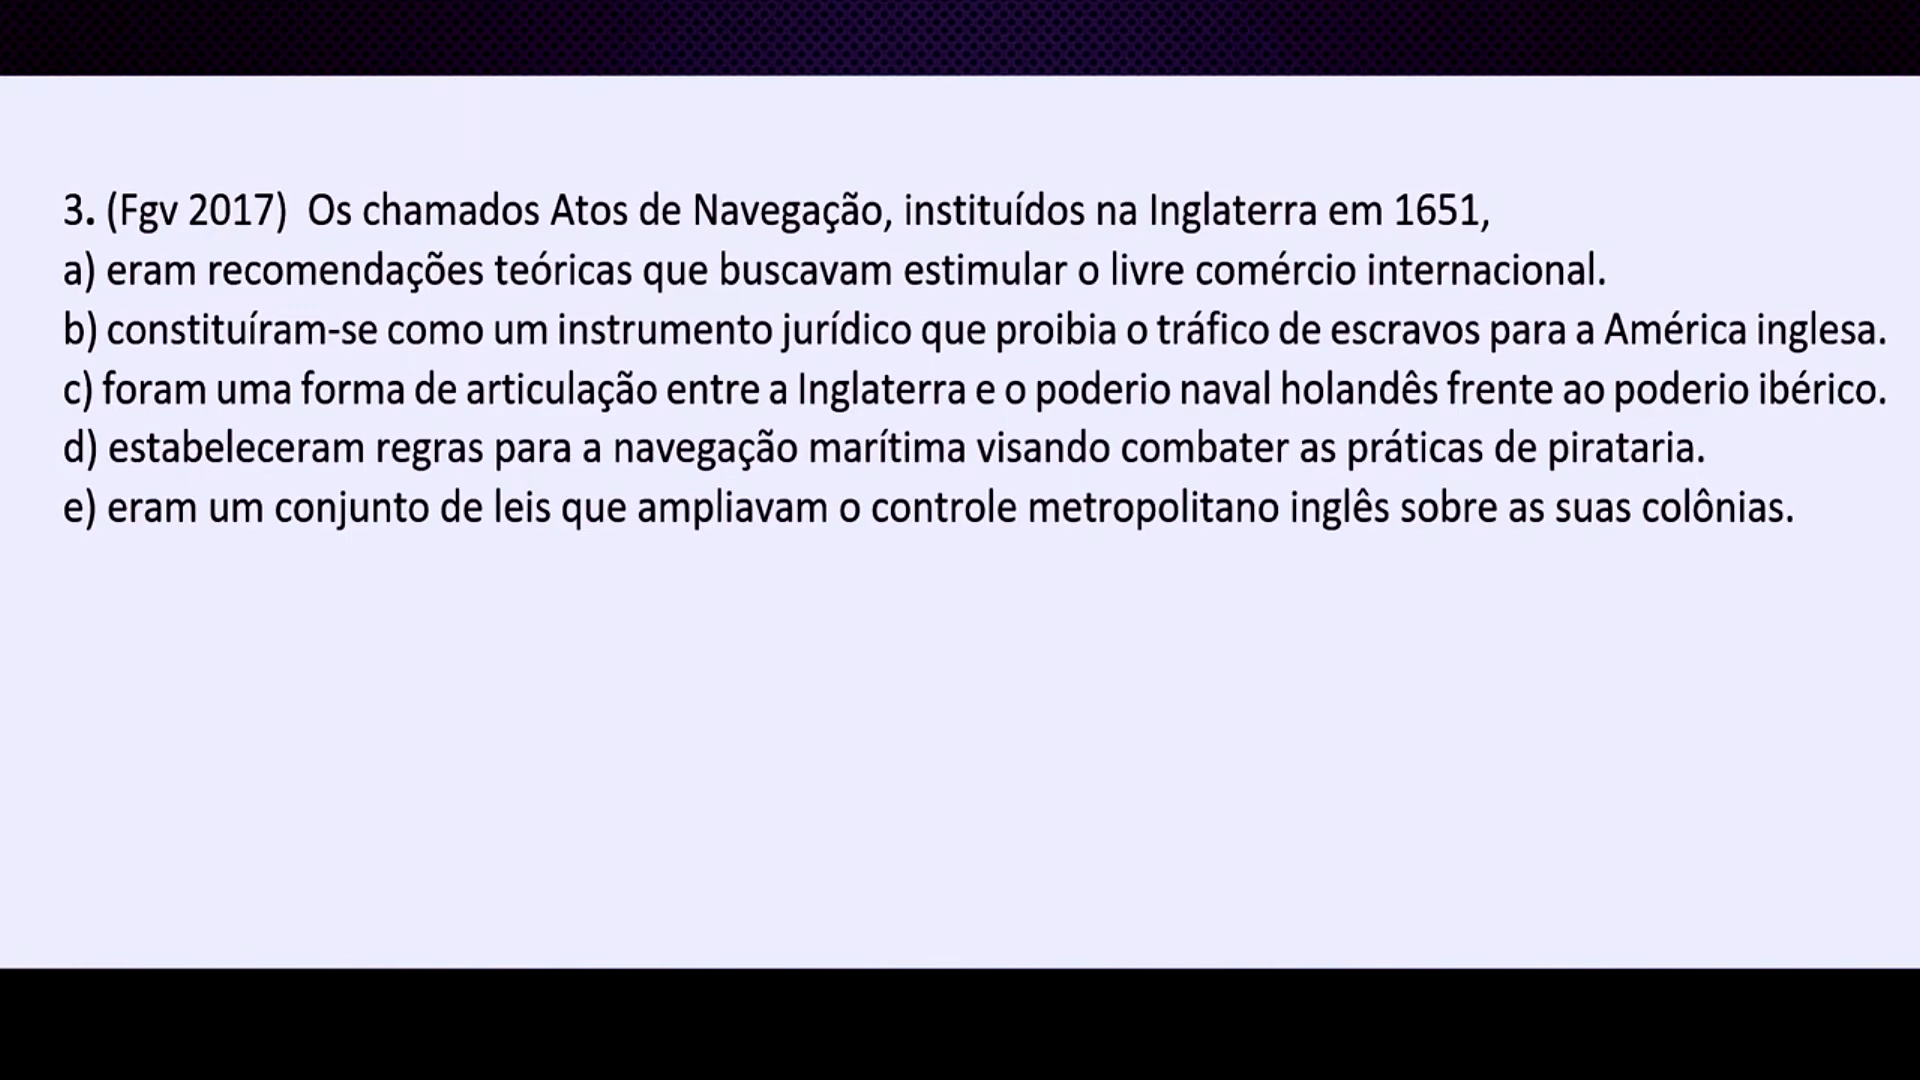 3. (Fgv 2017) Os chamados Atos de Navegação, instituídos na Inglaterra em 1651,
a) eram recomendações teóricas que buscavam estimular o livre comércio internacional.
b) constituíram-se como um instrumento jurídico que proibia o tráfico de escravos para a América inglesa.
c) foram uma forma de articulação entre a Inglaterra e o poderio naval holandês frente ao poderio ibérico.
d) estabeleceram regras para a navegação marítima visando combater as práticas de pirataria.
e) eram um conjunto de leis que ampliavam o controle metropolitano inglês sobre as suas colônias.